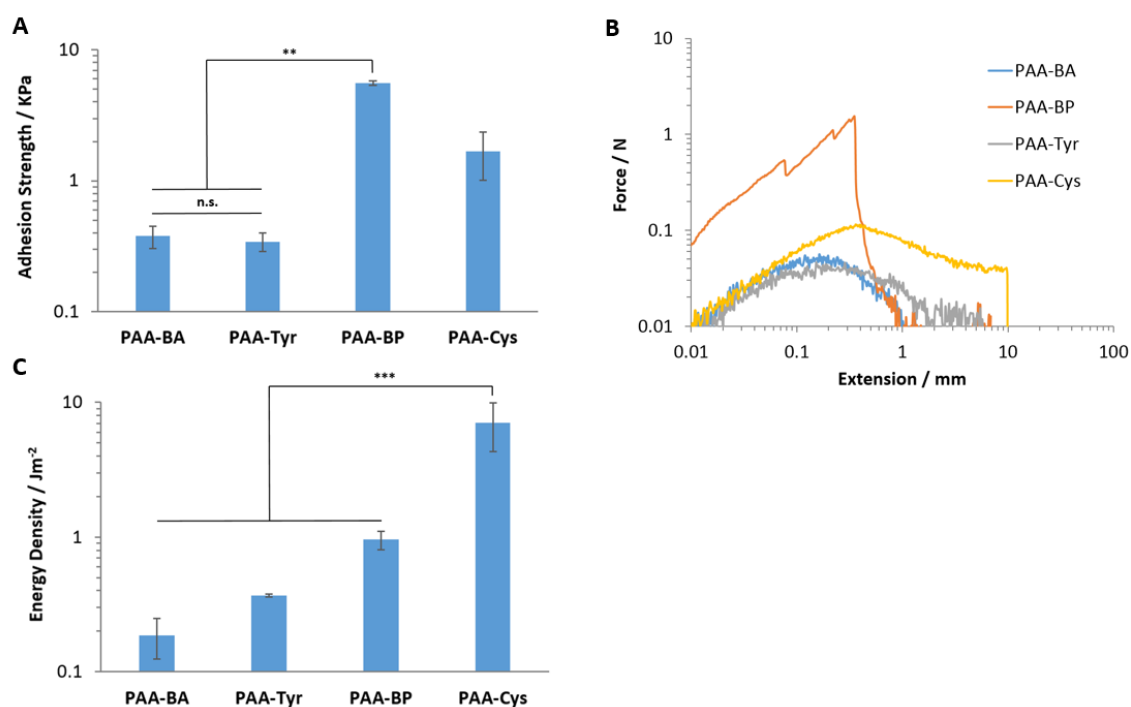 A
Adhesion Strength / KPa
10
1
0.1
**
n.s.
PAA-BA PAA-Tyr PAA-BP PAA-Cys
B
Force / N
10
1
0.1
0.01
0.01 0.1 1 10 100
Extension / mm
PAA-BA
PAA-BP
PAA-Tyr
PAA-Cys
C
Energy Density / Jm⁻²
10
1
0.1
***
PAA-BA PAA-Tyr PAA-BP PAA-Cys